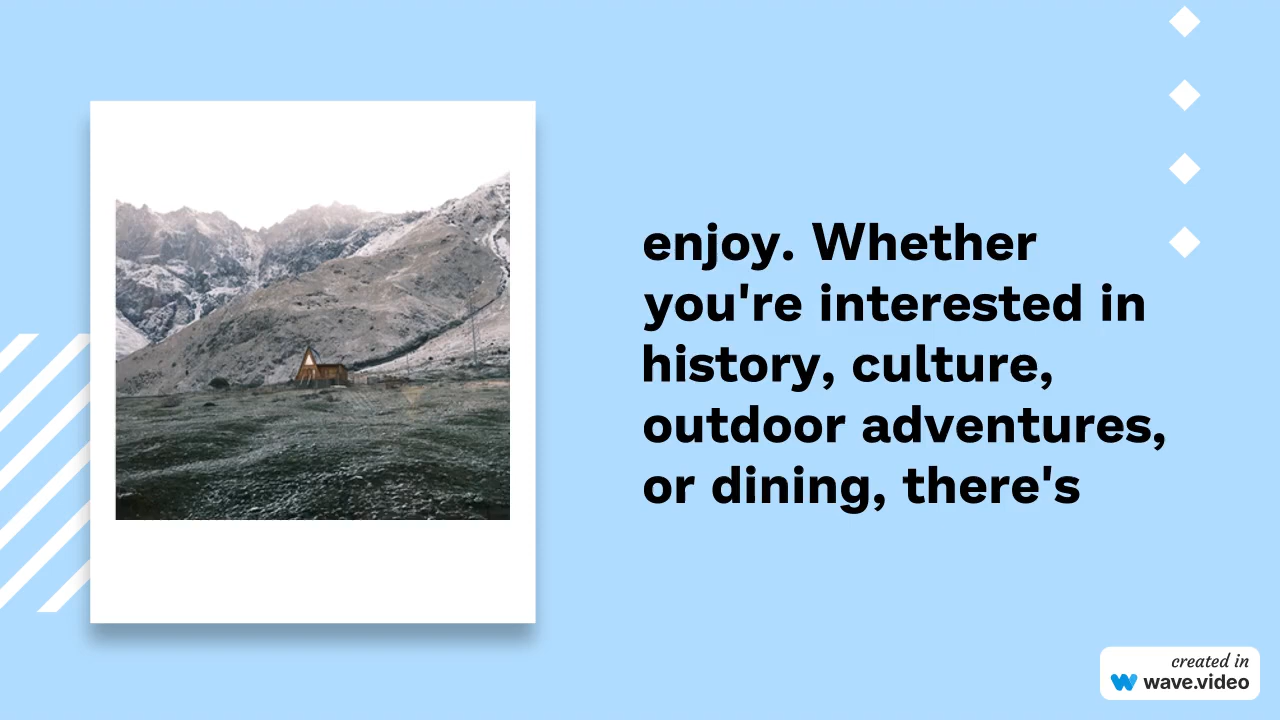 enjoy. Whether
you're interested in
history, culture,
outdoor adventures,
or dining, there's
created in
wave.video